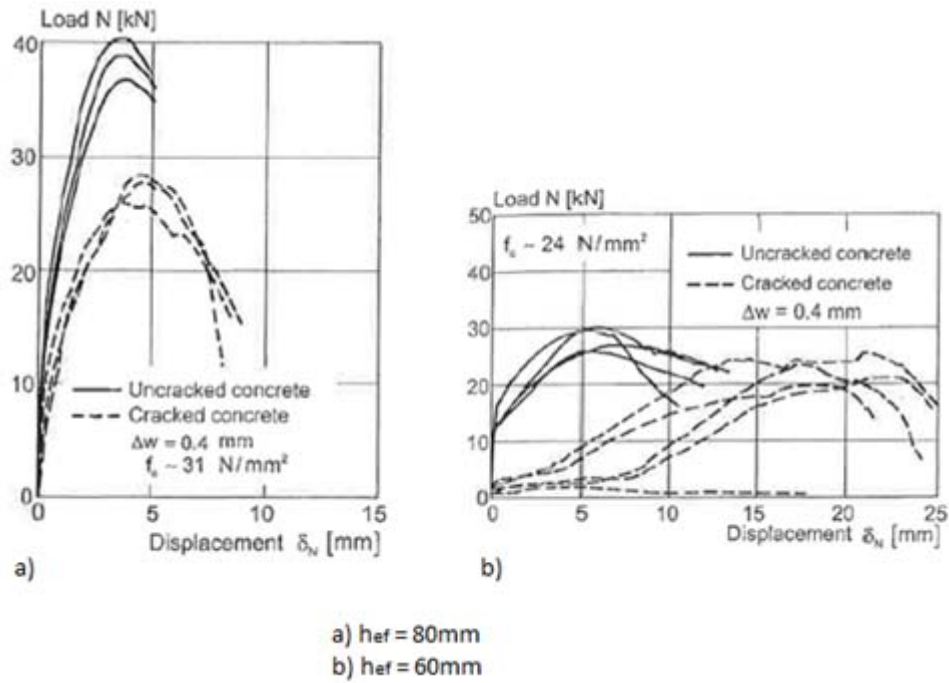 Load N [kN]
40
30
20
10
0
Uncracked concrete
Cracked concrete
Δw = 0.4 mm
fc ~ 31 N/mm²
0 5 10 15
Displacement δN [mm]
a)
Load N [kN]
50
40
30
20
10
0
fc ~ 24 N/mm²
Uncracked concrete
Cracked concrete
Δw = 0.4 mm
0 5 10 15 20 25
Displacement δN [mm]
b)
a) hef = 80mm
b) hef = 60mm